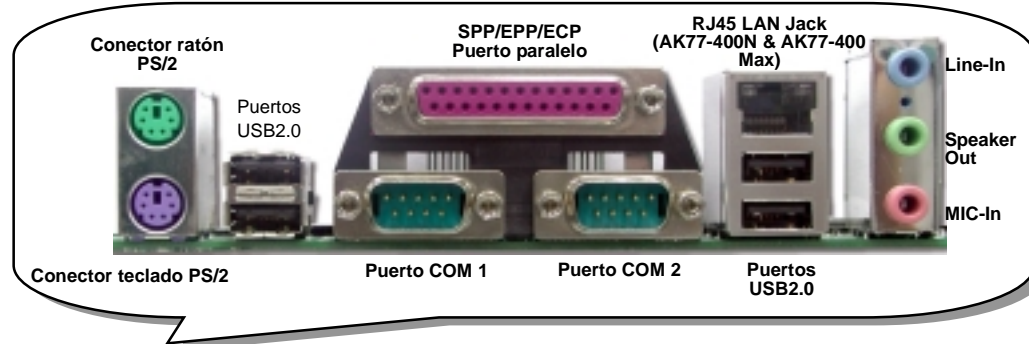 Conector ratón
PS/2
Puertos
USB2.0
SPP/EPP/ECP
Puerto paralelo
RJ45 LAN Jack
(AK77-400N & AK77-400
Max)
Line-In
Speaker
Out
MIC-In
Conector teclado PS/2
Puerto COM 1
Puerto COM 2
Puertos
USB2.0